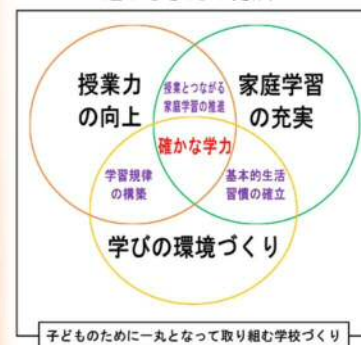 授業力
の向上
授業とつながる
家庭学習の推進
家庭学習
の充実
確かな学力
学習規律
の構築
基本的生活
習慣の確立
学びの環境づくり
子どものために一丸となって取り組む学校づくり